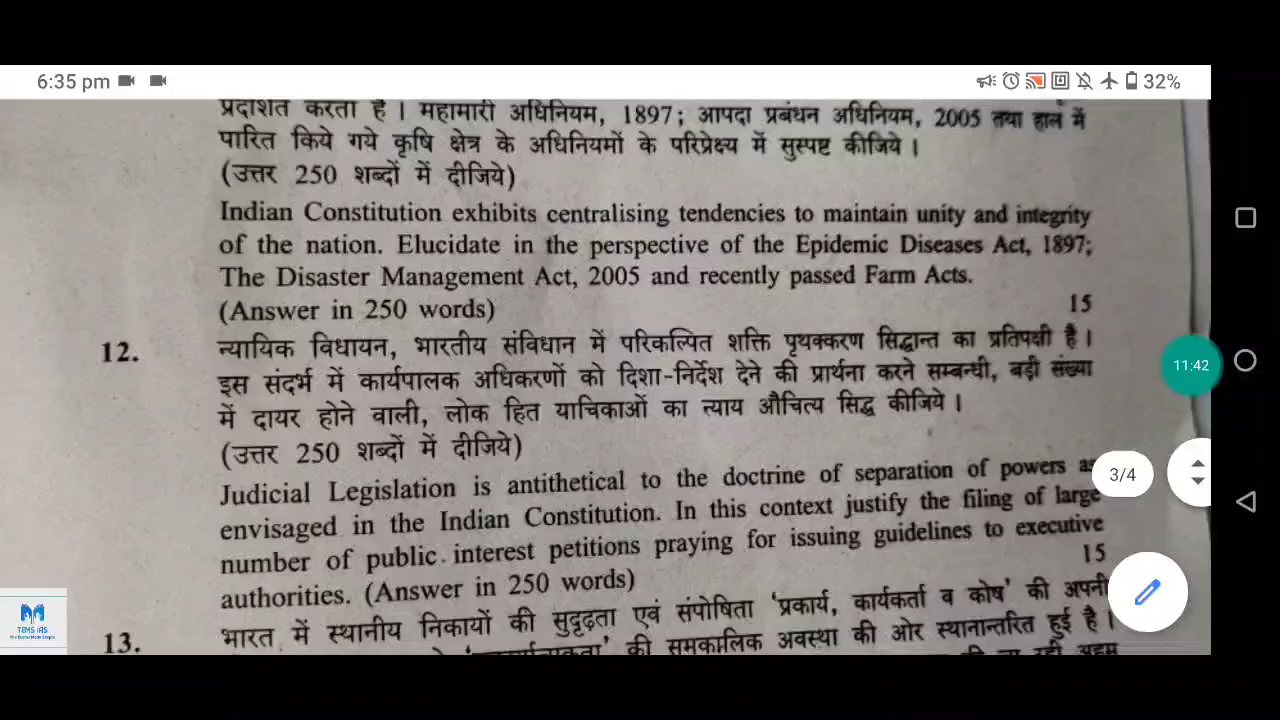 6:35 pm
32%
प्रदर्शित करता है । महामारी अधिनियम, 1897; आपदा प्रबंधन अधिनियम, 2005 तथा हाल में
पारित किये गये कृषि क्षेत्र के अधिनियमों के परिप्रेक्ष्य में सुस्पष्ट कीजिये ।
(उत्तर 250 शब्दों में दीजिये)
Indian Constitution exhibits centralising tendencies to maintain unity and integrity
of the nation. Elucidate in the perspective of the Epidemic Diseases Act, 1897;
The Disaster Management Act, 2005 and recently passed Farm Acts.
(Answer in 250 words) 15
12. न्यायिक विधायन, भारतीय संविधान में परिकल्पित शक्ति पृथक्करण सिद्धान्त का प्रतिपक्षी है ।
इस संदर्भ में कार्यपालक अधिकरणों को दिशा-निर्देश देने की प्रार्थना करने सम्बन्धी, बड़ी संख्या
में दायर होने वाली, लोक हित याचिकाओं का न्याय औचित्य सिद्ध कीजिये ।
(उत्तर 250 शब्दों में दीजिये)
Judicial Legislation is antithetical to the doctrine of separation of powers as
envisaged in the Indian Constitution. In this context justify the filing of large
number of public interest petitions praying for issuing guidelines to executive
authorities. (Answer in 250 words) 15
13. भारत में स्थानीय निकायों की सुदृढ़ता एवं संपोषिता 'प्रकार्य, कार्यकर्ता व कोष' की अपनी
की समकालिक अवस्था की ओर स्थानान्तरित हुई है ।
11:42
3/4
TEMS IAS